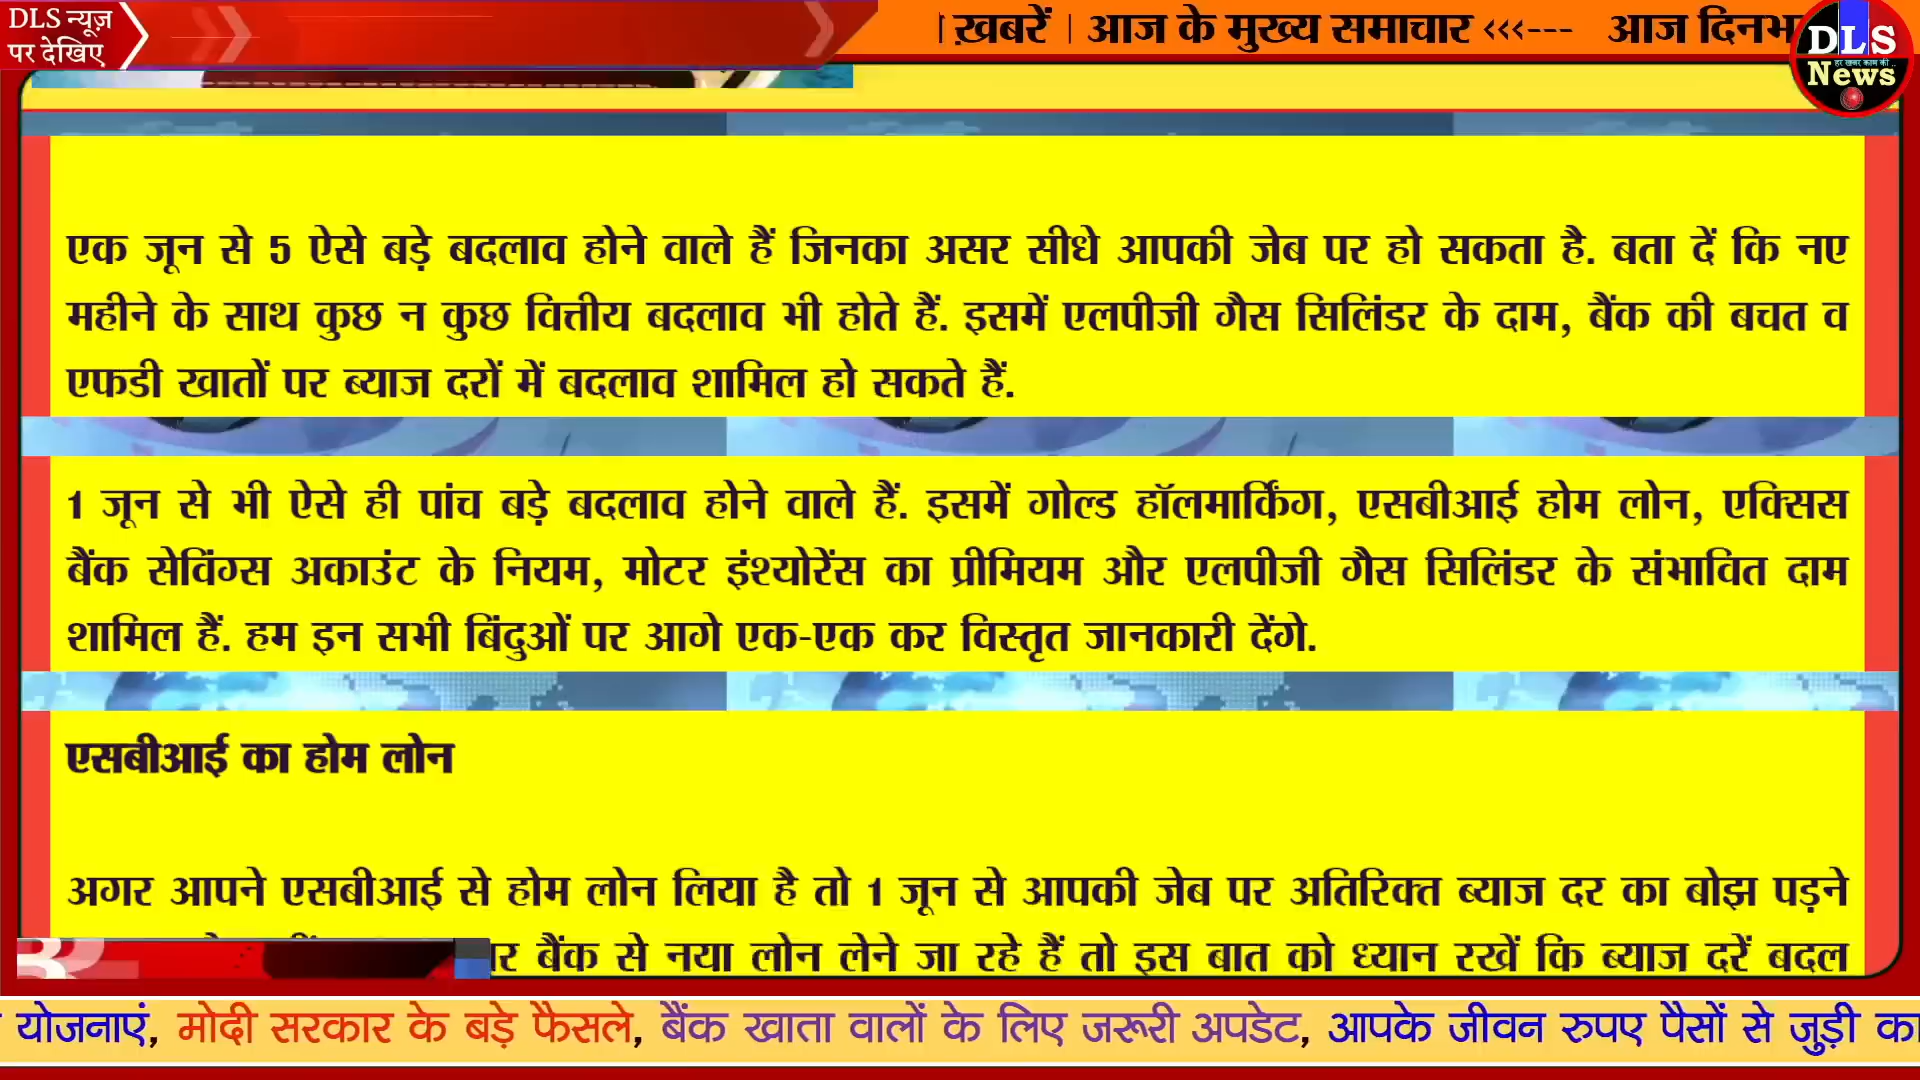 DLS न्यूज़
पर देखिए
ख़बरें | आज के मुख्य समाचार <<<--- आज दिनभ
DLS
हर खबर काम की ..
News
एक जून से 5 ऐसे बड़े बदलाव होने वाले हैं जिनका असर सीधे आपकी जेब पर हो सकता है. बता दें कि नए
महीने के साथ कुछ न कुछ वित्तीय बदलाव भी होते हैं. इसमें एलपीजी गैस सिलिंडर के दाम, बैंक की बचत व
एफडी खातों पर ब्याज दरों में बदलाव शामिल हो सकते हैं.
1 जून से भी ऐसे ही पांच बड़े बदलाव होने वाले हैं. इसमें गोल्ड हॉलमार्किंग, एसबीआई होम लोन, एक्सिस
बैंक सेविंग्स अकाउंट के नियम, मोटर इंश्योरेंस का प्रीमियम और एलपीजी गैस सिलिंडर के संभावित दाम
शामिल हैं. हम इन सभी बिंदुओं पर आगे एक-एक कर विस्तृत जानकारी देंगे.
एसबीआई का होम लोन
अगर आपने एसबीआई से होम लोन लिया है तो 1 जून से आपकी जेब पर अतिरिक्त ब्याज दर का बोझ पड़ने
बैंक से नया लोन लेने जा रहे हैं तो इस बात को ध्यान रखें कि ब्याज दरें बदल
योजनाएं, मोदी सरकार के बड़े फैसले, बैंक खाता वालों के लिए जरूरी अपडेट, आपके जीवन रुपए पैसों से जुड़ी का